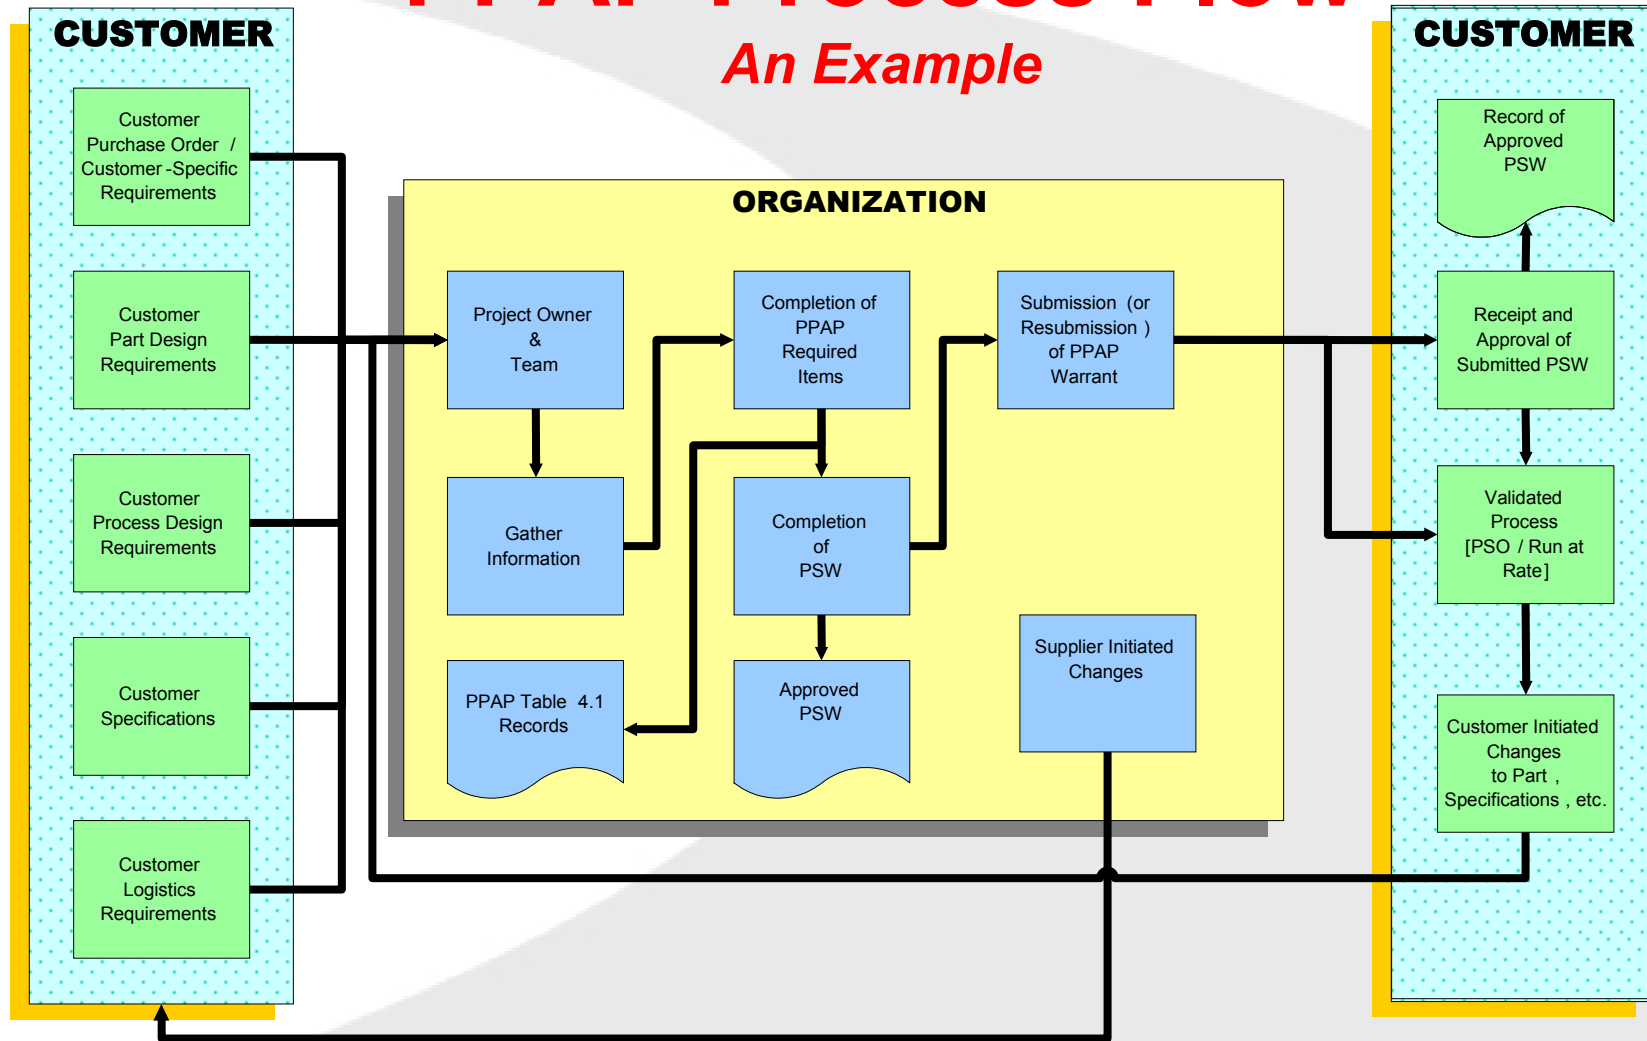 PPAP Process Flow
An Example
CUSTOMER
Customer
Purchase Order /
Customer-Specific
Requirements
Customer
Part Design
Requirements
Customer
Process Design
Requirements
Customer
Specifications
Customer
Logistics
Requirements
ORGANIZATION
Project Owner
&
Team
Gather
Information
PPAP Table 4.1
Records
Completion of
PPAP
Required
Items
Completion
of
PSW
Approved
PSW
Submission (or
Resubmission )
of PPAP
Warrant
Supplier Initiated
Changes
CUSTOMER
Record of
Approved
PSW
Receipt and
Approval of
Submitted PSW
Validated
Process
[PSO / Run at
Rate]
Customer Initiated
Changes
to Part ,
Specifications , etc.